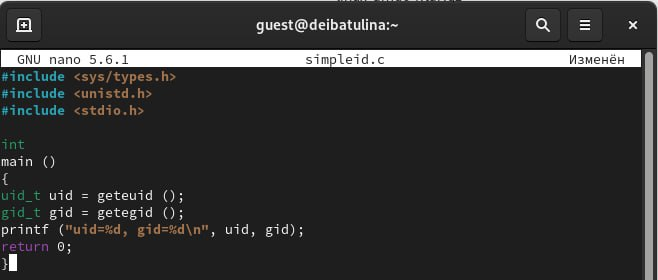 guest@deibatulina:~
GNU nano 5.6.1 simpleid.c Изменён
#include <sys/types.h>
#include <unistd.h>
#include <stdio.h>
int
main ()
{
uid_t uid = geteuid ();
gid_t gid = getegid ();
printf ("uid=%d, gid=%d\n", uid, gid);
return 0;
}